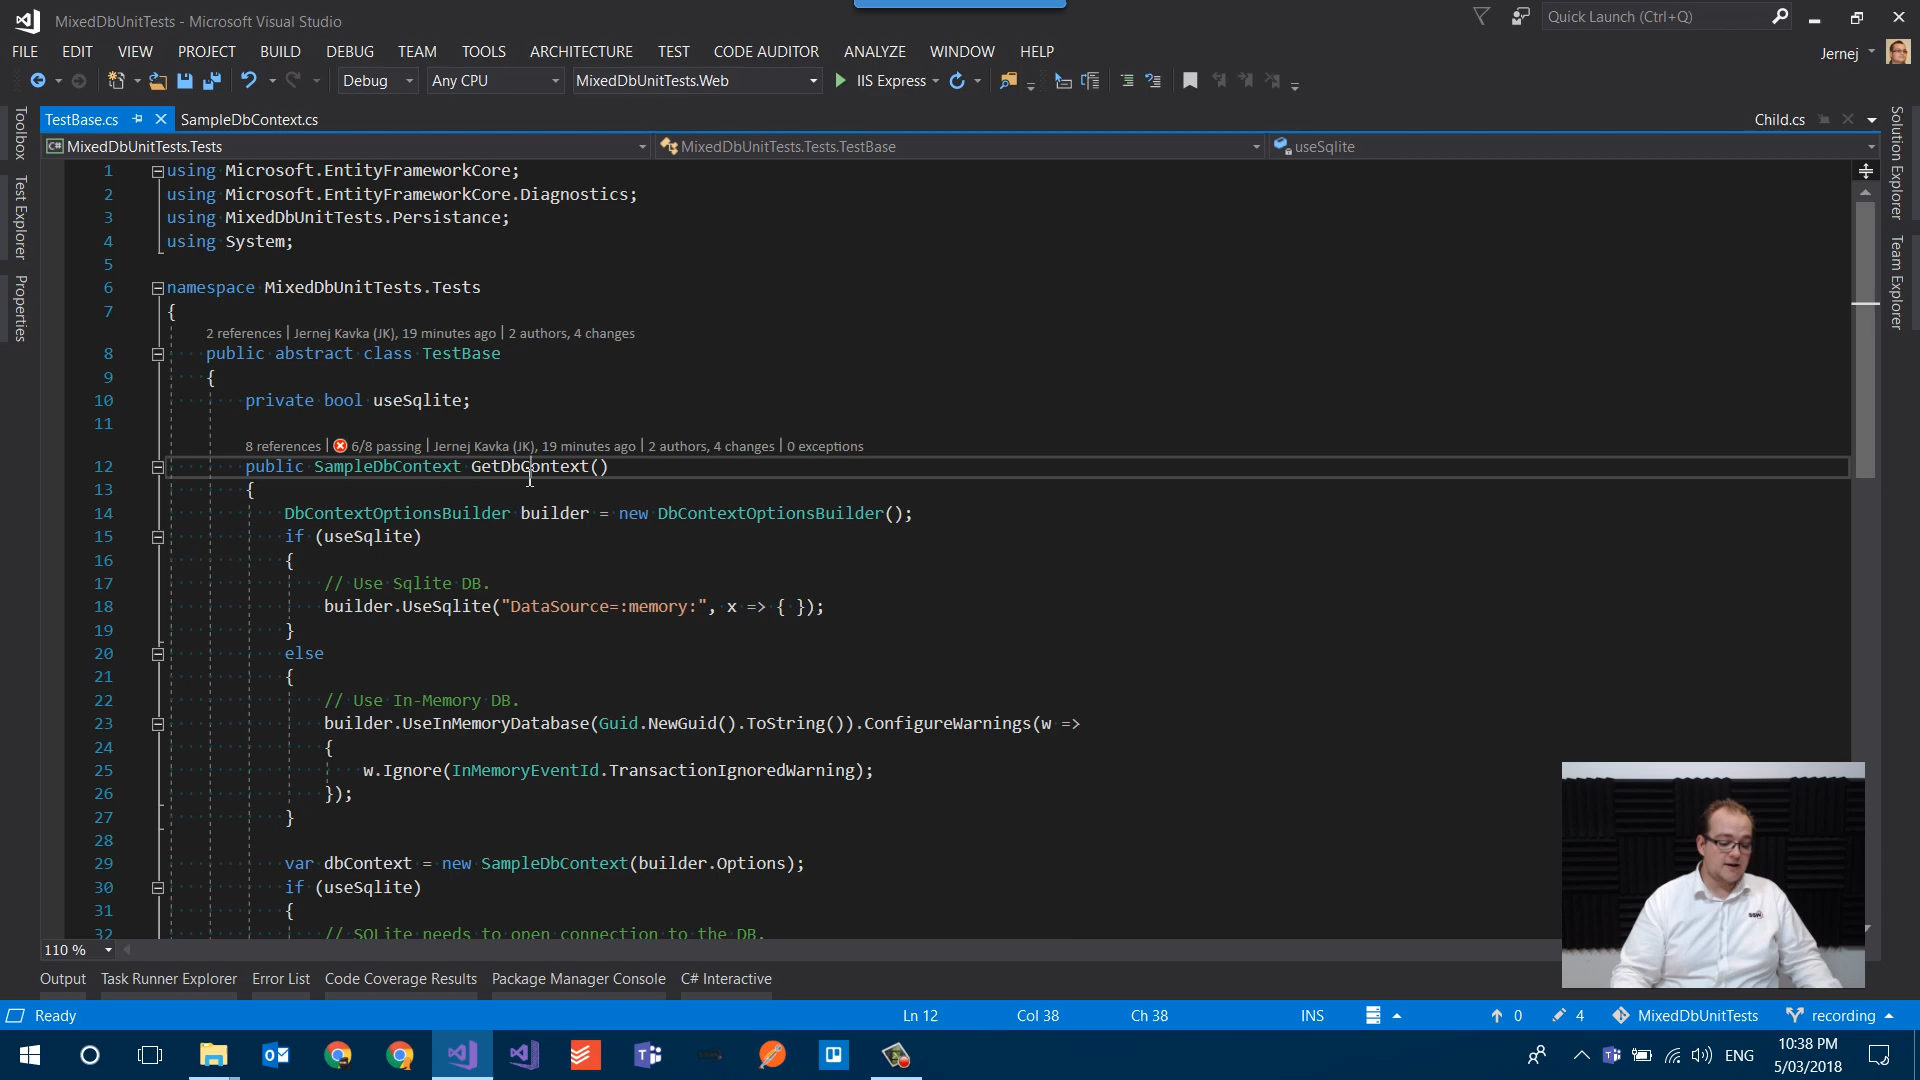 MixedDbUnitTests - Microsoft Visual Studio
Quick Launch (Ctrl+Q)
FILE EDIT VIEW PROJECT BUILD DEBUG TEAM TOOLS ARCHITECTURE TEST CODE AUDITOR ANALYZE WINDOW HELP
Jernej
Debug Any CPU MixedDbUnitTests.Web IIS Express
TestBase.cs SampleDbContext.cs Child.cs
MixedDbUnitTests.Tests MixedDbUnitTests.Tests.TestBase useSqlite
Toolbox
Test Explorer
Properties
Solution Explorer
Team Explorer
1 using Microsoft.EntityFrameworkCore;
2 using Microsoft.EntityFrameworkCore.Diagnostics;
3 using MixedDbUnitTests.Persistance;
4 using System;
5
6 namespace MixedDbUnitTests.Tests
7 {
2 references | Jernej Kavka (JK), 19 minutes ago | 2 authors, 4 changes
8 public abstract class TestBase
9 {
10 private bool useSqlite;
11
8 references | 6/8 passing | Jernej Kavka (JK), 19 minutes ago | 2 authors, 4 changes | 0 exceptions
12 public SampleDbContext GetDbContext()
13 {
14 DbContextOptionsBuilder builder = new DbContextOptionsBuilder();
15 if (useSqlite)
16 {
17 // Use Sqlite DB.
18 builder.UseSqlite("DataSource=:memory:", x => { });
19 }
20 else
21 {
22 // Use In-Memory DB.
23 builder.UseInMemoryDatabase(Guid.NewGuid().ToString()).ConfigureWarnings(w =>
24 {
25 w.Ignore(InMemoryEventId.TransactionIgnoredWarning);
26 });
27 }
28
29 var dbContext = new SampleDbContext(builder.Options);
30 if (useSqlite)
31 {
32 // SQLite needs to open connection to the DB.
110 %
SSW
Output Task Runner Explorer Error List Code Coverage Results Package Manager Console C# Interactive
Ready Ln 12 Col 38 Ch 38 INS 0 4 MixedDbUnitTests recording
ENG
10:38 PM
5/03/2018